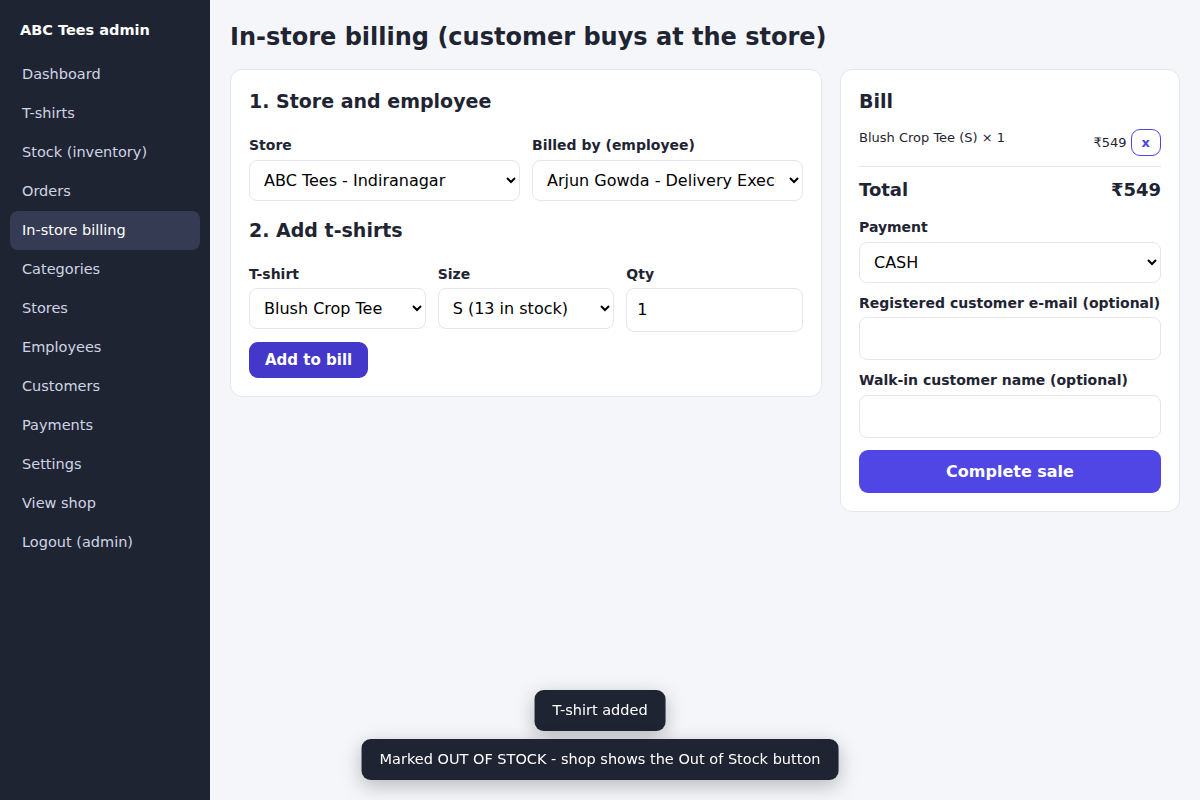 ABC Tees admin
Dashboard
T-shirts
Stock (inventory)
Orders
In-store billing
Categories
Stores
Employees
Customers
Payments
Settings
View shop
Logout (admin)
In-store billing (customer buys at the store)
1. Store and employee
Store
Billed by (employee)
ABC Tees - Indiranagar
Arjun Gowda - Delivery Exec
2. Add t-shirts
T-shirt
Size
Qty
Blush Crop Tee
S (13 in stock)
1
Add to bill
Bill
Blush Crop Tee (S) × 1
₹549
x
Total
₹549
Payment
CASH
Registered customer e-mail (optional)
Walk-in customer name (optional)
Complete sale
T-shirt added
Marked OUT OF STOCK - shop shows the Out of Stock button